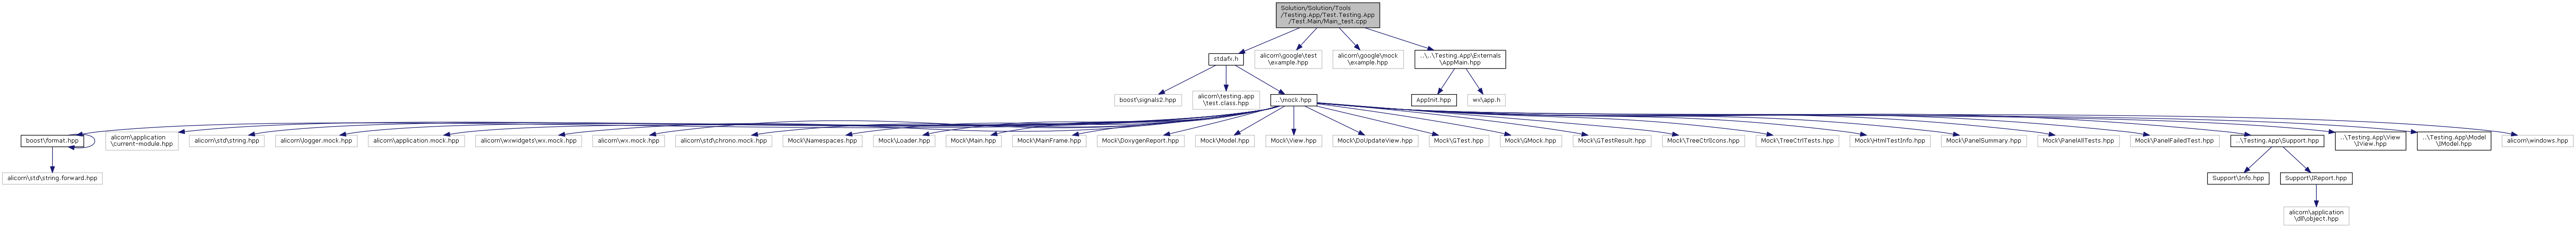 Solution/Solution/Tools
/Testing.App/Test.Testing.App
/Test.Main/Main_test.cpp
stdafx.h
alicorn\google\test
\example.hpp
alicorn\google\mock
\example.hpp
..\..\Testing.App\Externals
\AppMain.hpp
boost\signals2.hpp
alicorn\testing.app
\test.class.hpp
..\mock.hpp
AppInit.hpp
wx\app.h
boost\format.hpp
alicorn\application
\current-module.hpp
alicorn\std\string.hpp
alicorn\logger.mock.hpp
alicorn\application.mock.hpp
alicorn\wxwidgets\wx.mock.hpp
alicorn\wx.mock.hpp
alicorn\std\chrono.mock.hpp
Mock\Namespaces.hpp
Mock\Loader.hpp
Mock\Main.hpp
Mock\MainFrame.hpp
Mock\DoxygenReport.hpp
Mock\Model.hpp
Mock\View.hpp
Mock\DoUpdateView.hpp
Mock\GTest.hpp
Mock\GMock.hpp
Mock\GTestResult.hpp
Mock\TreeCtrlIcons.hpp
Mock\TreeCtrlTests.hpp
Mock\HtmlTestInfo.hpp
Mock\PanelSummary.hpp
Mock\PanelAllTests.hpp
Mock\PanelFailedTest.hpp
..\Testing.App\Support.hpp
..\Testing.App\View
\IView.hpp
..\Testing.App\Model
\IModel.hpp
alicorn\windows.hpp
alicorn\std\string.forward.hpp
Support\Info.hpp
Support\IReport.hpp
alicorn\application
\dll\object.hpp